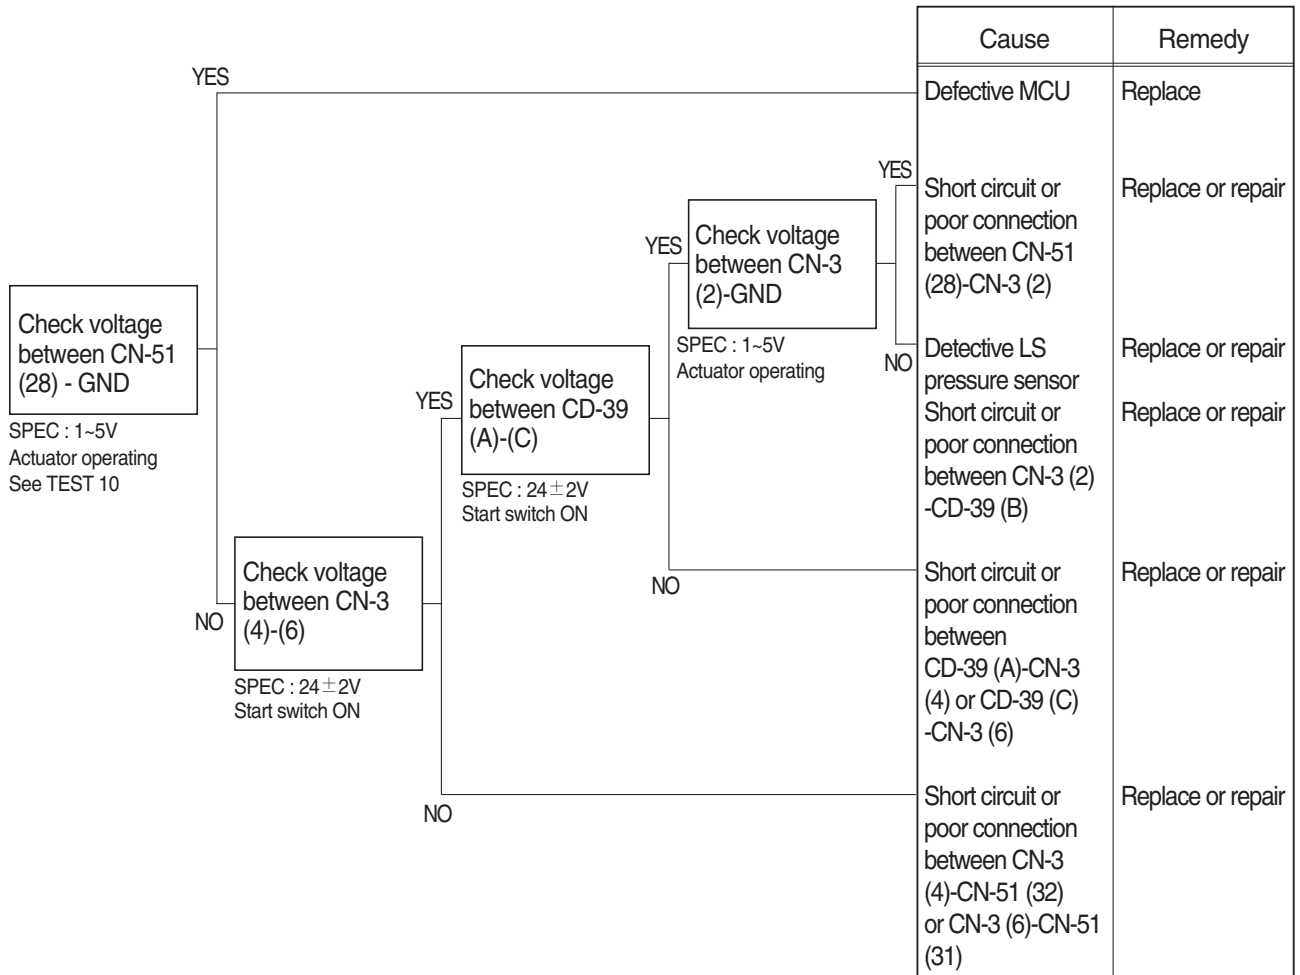 Cause
Remedy
YES
Defective MCU
Replace
YES
Short circuit or
poor connection
between CN-51
(28)-CN-3 (2)
Replace or repair
YES
Check voltage
between CN-3
(2)-GND
SPEC : 1~5V
Actuator operating
NO
Detective LS
pressure sensor
Replace or repair
Short circuit or
poor connection
between CN-3 (2)
-CD-39 (B)
Replace or repair
Check voltage
between CN-51
(28) - GND
SPEC : 1~5V
Actuator operating
See TEST 10
YES
Check voltage
between CD-39
(A)-(C)
SPEC : 24±2V
Start switch ON
NO
Short circuit or
poor connection
between
CD-39 (A)-CN-3
(4) or CD-39 (C)
-CN-3 (6)
Replace or repair
NO
Check voltage
between CN-3
(4)-(6)
SPEC : 24±2V
Start switch ON
NO
Short circuit or
poor connection
between CN-3
(4)-CN-51 (32)
or CN-3 (6)-CN-51
(31)
Replace or repair